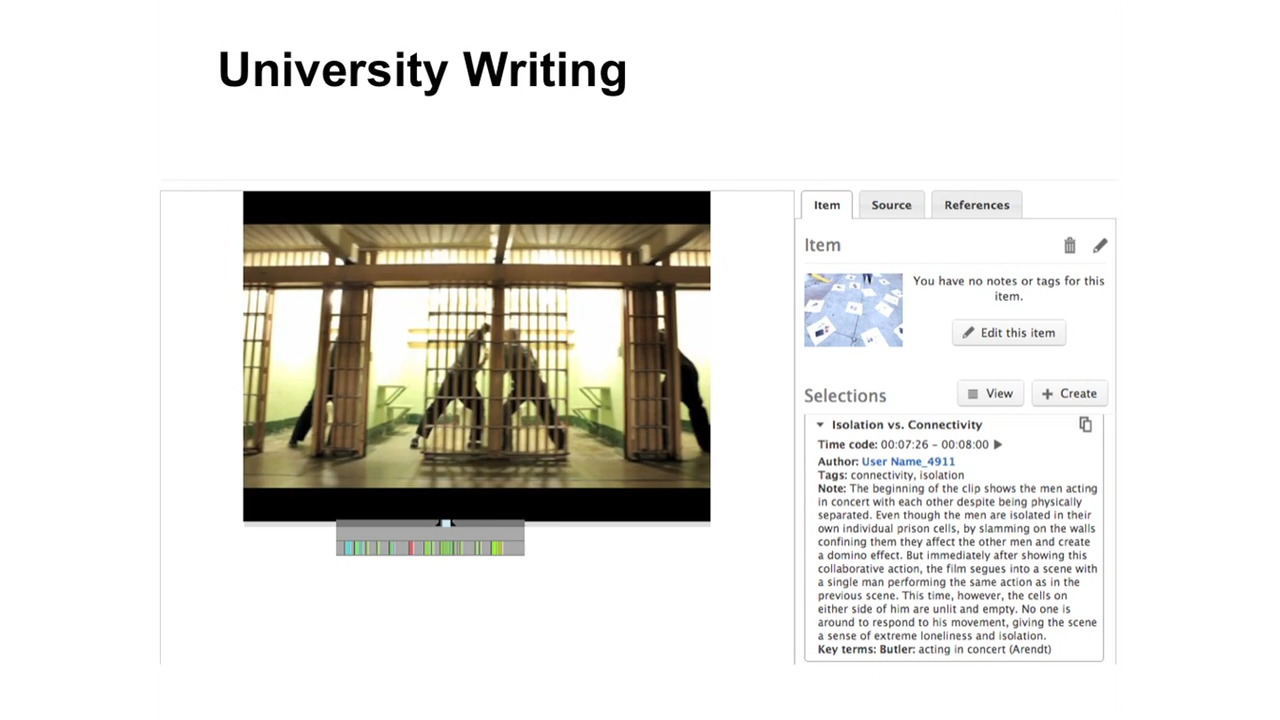 University Writing
Item
Source
References
Item
You have no notes or tags for this
item.
Edit this item
Selections
View
Create
Isolation vs. Connectivity
Time code: 00:07:26 – 00:08:00
Author: User Name_4911
Tags: connectivity, isolation
Note: The beginning of the clip shows the men acting
in concert with each other despite being physically
separated. Even though the men are isolated in their
own individual prison cells, by slamming on the walls
confining them they affect the other men and create
a domino effect. But immediately after showing this
collaborative action, the film segues into a scene with
a single man performing the same action as in the
previous scene. This time, however, the cells on
either side of him are unlit and empty. No one is
around to respond to his movement, giving the scene
a sense of extreme loneliness and isolation.
Key terms: Butler: acting in concert (Arendt)